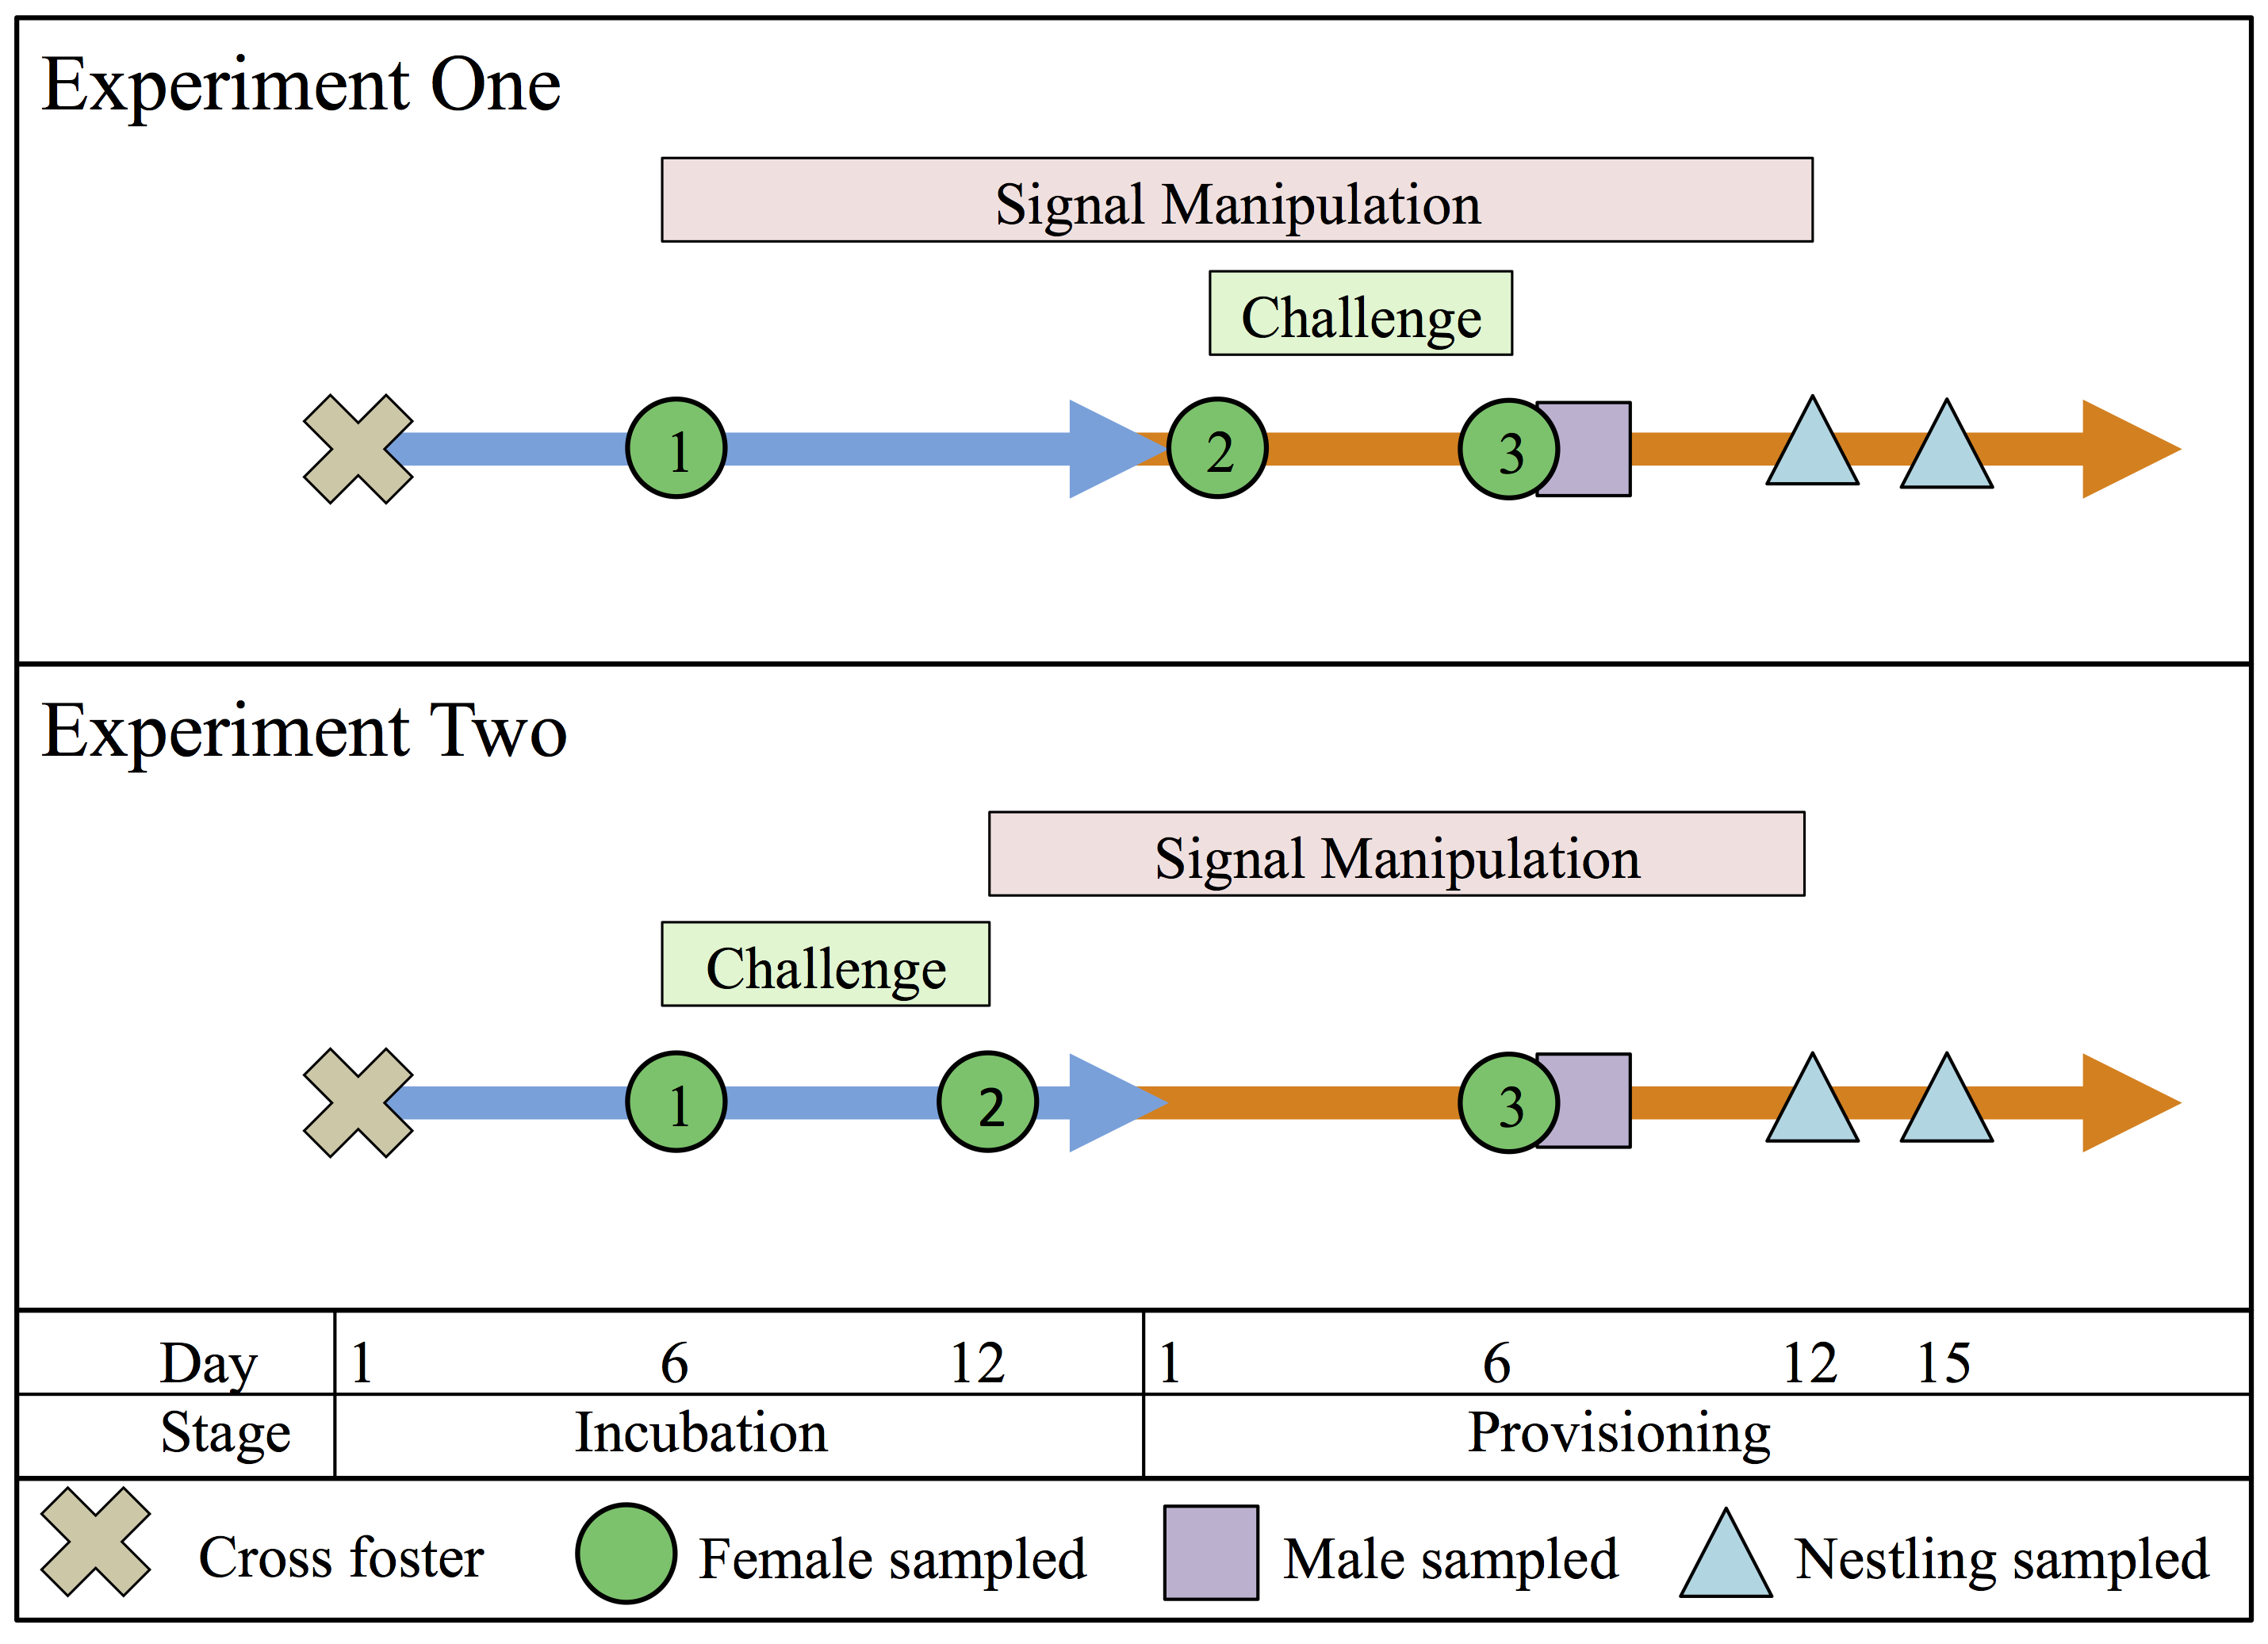 Experiment One
Signal Manipulation
Challenge
1 2 3
Experiment Two
Signal Manipulation
Challenge
1 2 3
Day 1 6 12 1 6 12 15
Stage Incubation Provisioning
Cross foster Female sampled Male sampled Nestling sampled